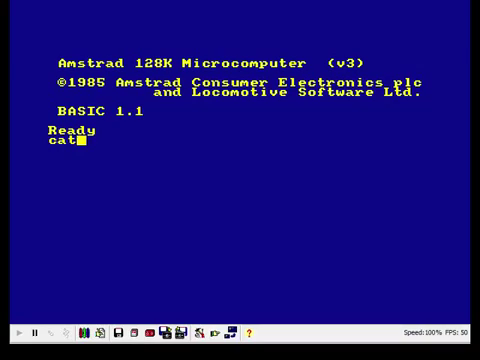 Amstrad 128K Microcomputer (v3)
©1985 Amstrad Consumer Electronics plc
and Locomotive Software Ltd.
BASIC 1.1
Ready
cat
Speed:100% FPS: 50